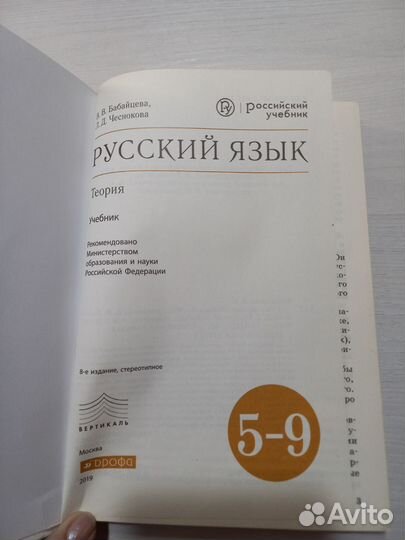 В. В. Бабайцева,
Л. Д. Чеснокова
РУ
российский
учебник
РУССКИЙ ЯЗЫК
Теория
Учебник
Рекомендовано
Министерством
образования и науки
Российской Федерации
8-е издание, стереотипное
ВЕРТИКАЛЬ
5-9
Москва
дрофа
2019
Avito